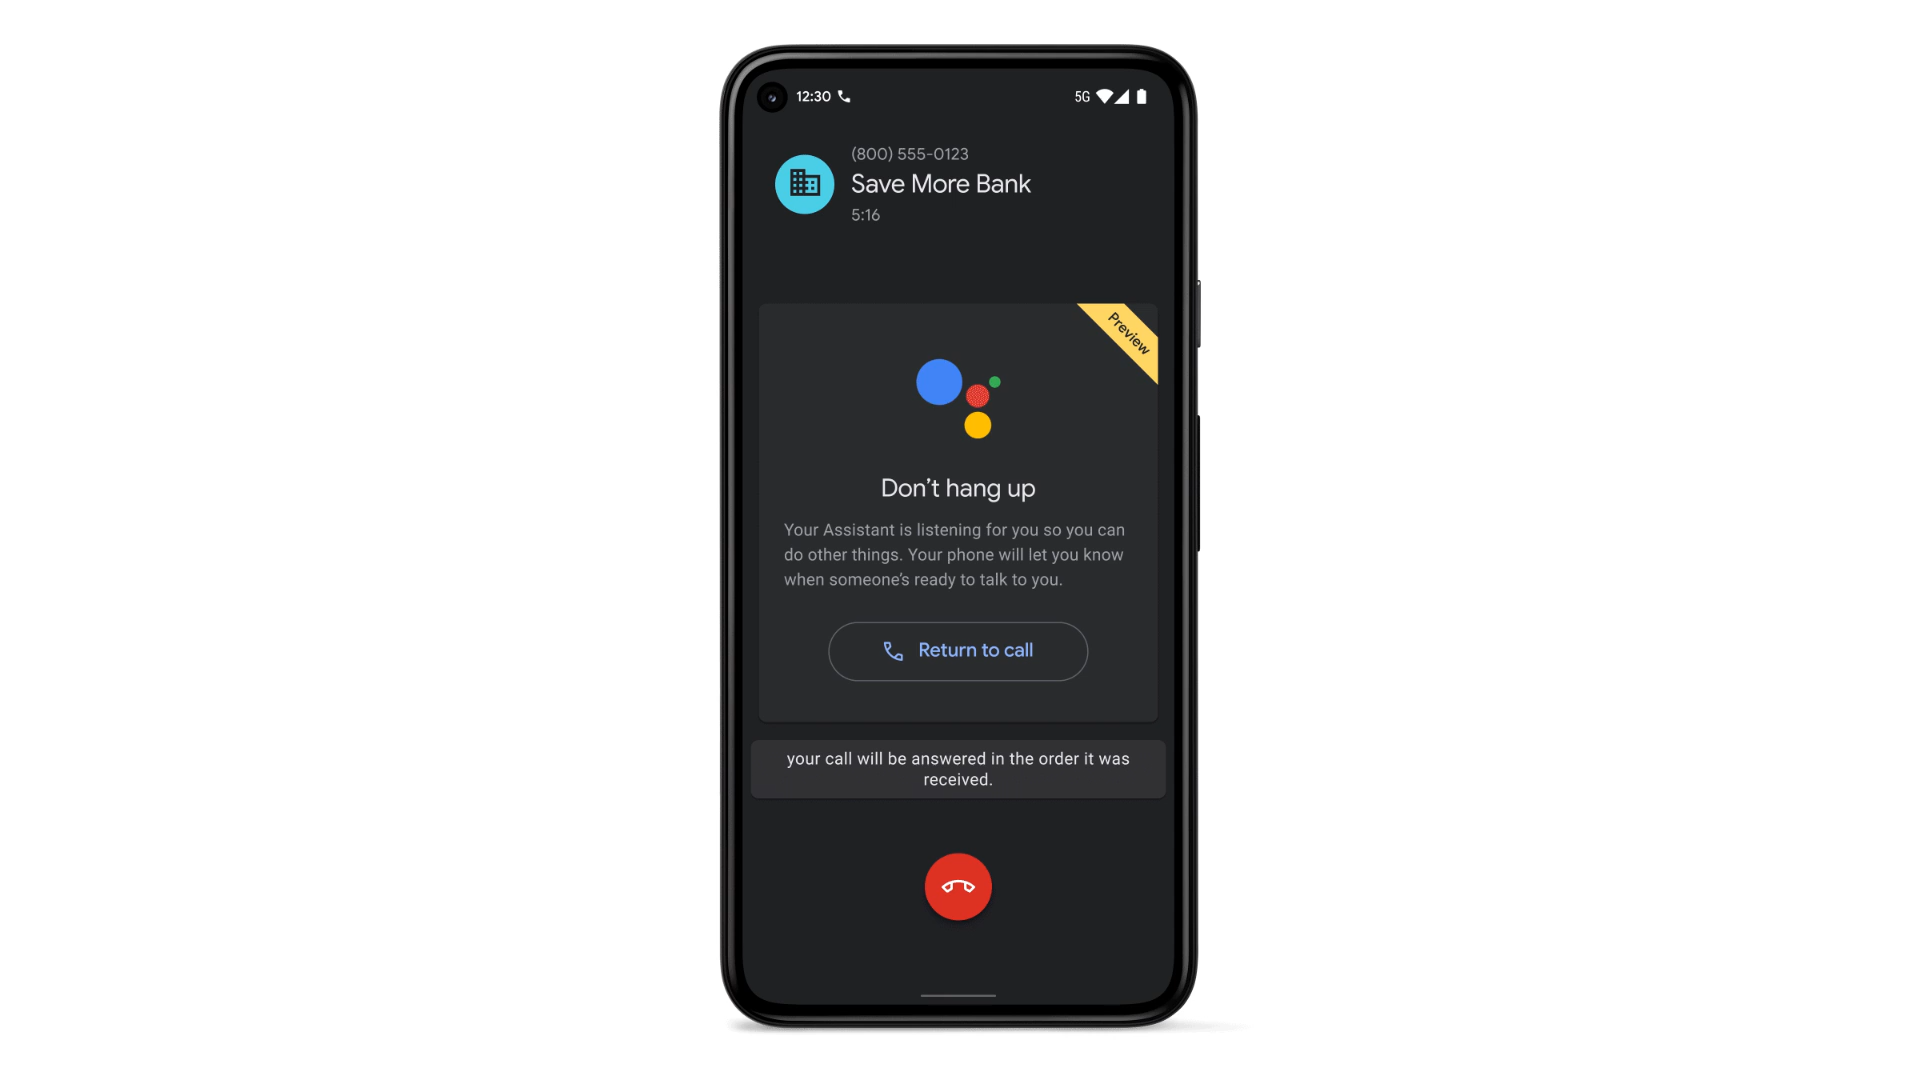 12:30
5G
(800) 555-0123
Save More Bank
5:16
Preview
Don’t hang up
Your Assistant is listening for you so you can
do other things. Your phone will let you know
when someone’s ready to talk to you.
Return to call
your call will be answered in the order it was
received.